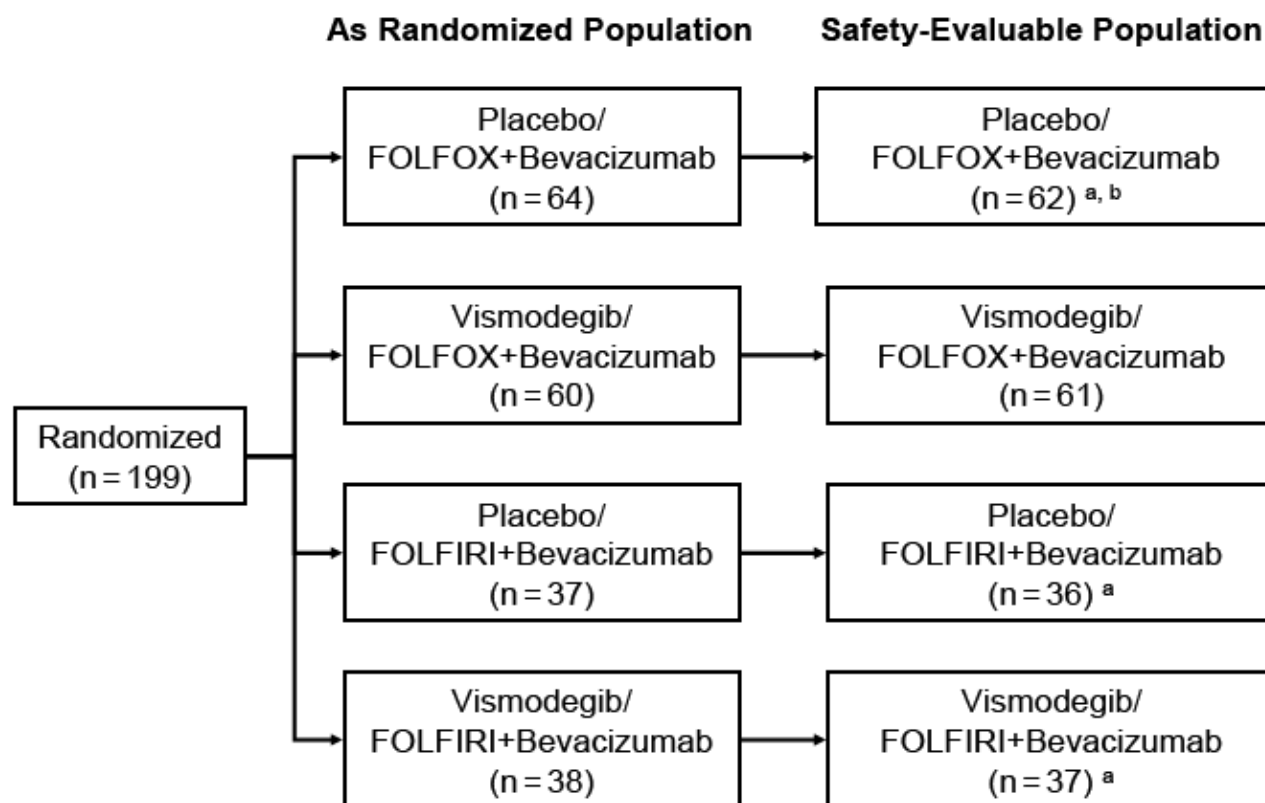 As Randomized Population
Safety-Evaluable Population
Placebo/
FOLFOX+Bevacizumab
(n = 64)
Placebo/
FOLFOX+Bevacizumab
(n = 62) a, b
Vismodegib/
FOLFOX+Bevacizumab
(n = 60)
Vismodegib/
FOLFOX+Bevacizumab
(n = 61)
Randomized
(n = 199)
Placebo/
FOLFIRI+Bevacizumab
(n = 37)
Placebo/
FOLFIRI+Bevacizumab
(n = 36) a
Vismodegib/
FOLFIRI+Bevacizumab
(n = 38)
Vismodegib/
FOLFIRI+Bevacizumab
(n = 37) a